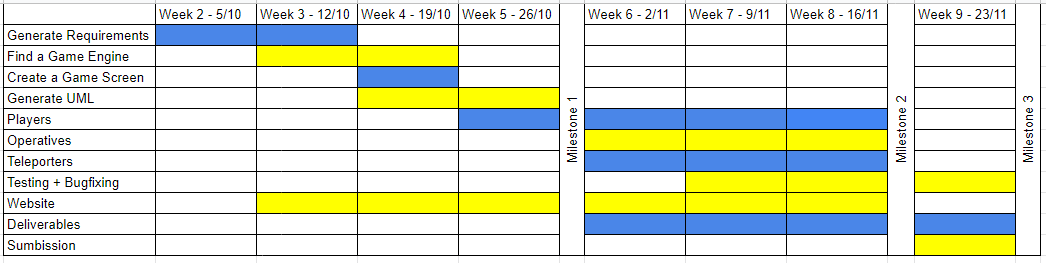 Week 2 - 5/10 Week 3 - 12/10 Week 4 - 19/10 Week 5 - 26/10 Week 6 - 2/11 Week 7 - 9/11 Week 8 - 16/11 Week 9 - 23/11
Generate Requirements
Find a Game Engine
Create a Game Screen
Generate UML
Players
Operatives
Teleporters
Testing + Bugfixing
Website
Deliverables
Sumbission
Milestone 1
Milestone 2
Milestone 3